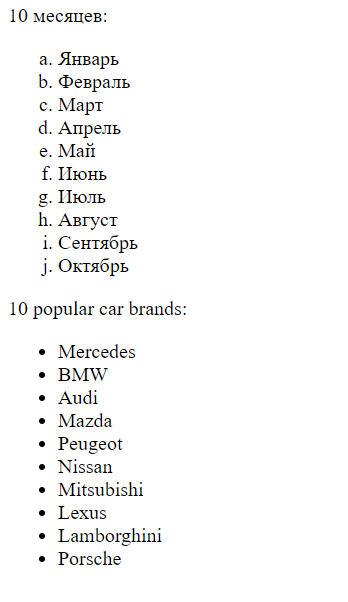 10 месяцев:
a. Январь
b. Февраль
c. Март
d. Апрель
e. Май
f. Июнь
g. Июль
h. Август
i. Сентябрь
j. Октябрь
10 popular car brands:
• Mercedes
• BMW
• Audi
• Mazda
• Peugeot
• Nissan
• Mitsubishi
• Lexus
• Lamborghini
• Porsche